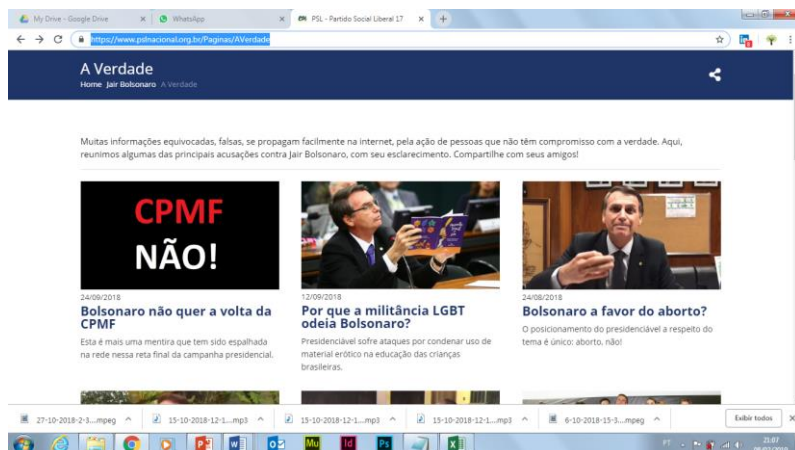 My Drive - Google Drive
WhatsApp
PSL - Partido Social Liberal 17
https://www.pslnacional.org.br/Paginas/AVerdade
A Verdade
Home Jair Bolsonaro A Verdade
Muitas informações equivocadas, falsas, se propagam facilmente na internet, pela ação de pessoas que não têm compromisso com a verdade. Aqui,
reunimos algumas das principais acusações contra Jair Bolsonaro, com seu esclarecimento. Compartilhe com seus amigos!
CPMF
NÃO!
24/09/2018
Bolsonaro não quer a volta da
CPMF
Esta é mais uma mentira que tem sido espalhada
na rede nessa reta final da campanha presidencial.
12/09/2018
Por que a militância LGBT
odeia Bolsonaro?
Presidenciável sofre ataques por condenar uso de
material erótico na educação das crianças
brasileiras.
24/08/2018
Bolsonaro a favor do aborto?
O posicionamento do presidenciável a respeito do
tema é único: aborto, não!
27-10-2018-2-3....mpeg
15-10-2018-12-1....mp3
15-10-2018-12-1....mp3
15-10-2018-12-1....mp3
6-10-2018-15-3....mpeg
Exibir todos
Mu
Id
Ps
PT
21:07